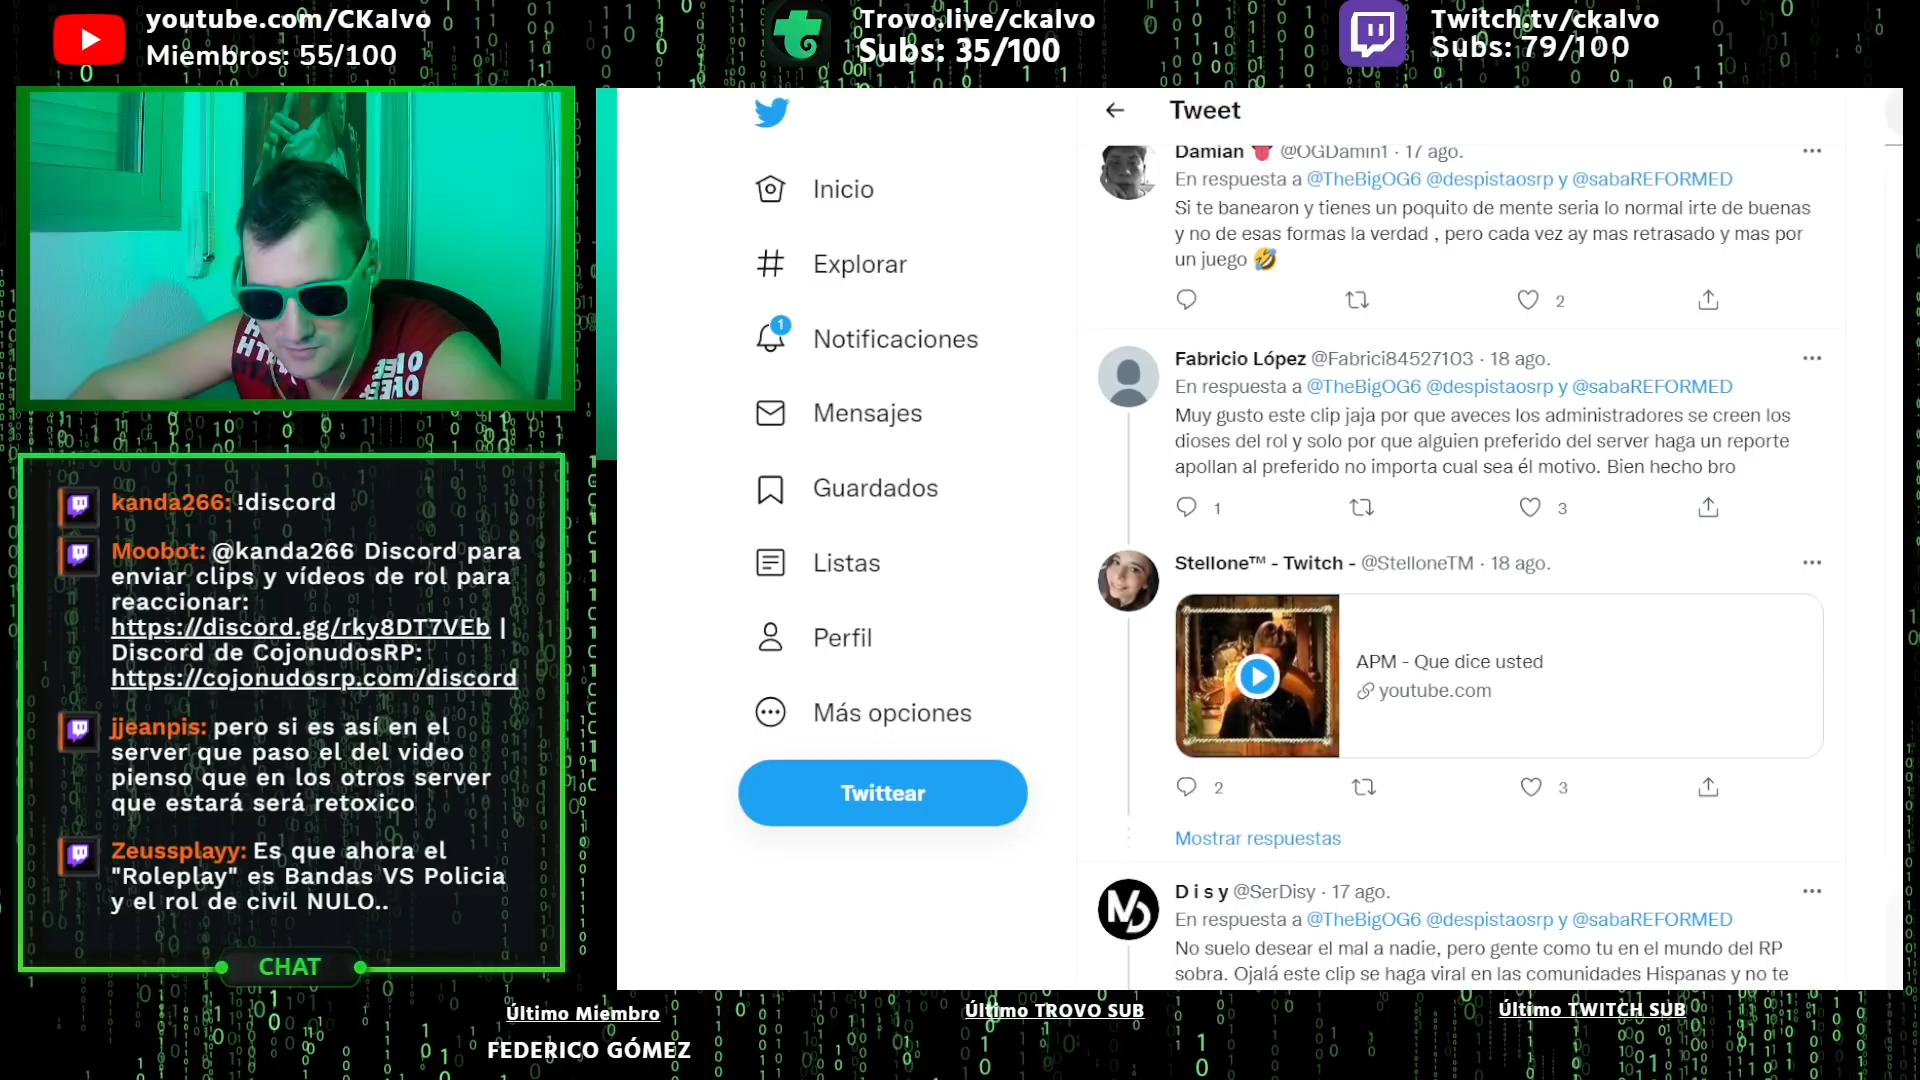 youtube.com/CKalvo
Miembros: 55/100
Trovo.live/ckalvo
Subs: 35/100
Twitch.tv/ckalvo
Subs: 79/100
kanda266: !discord
Moobot: @kanda266 Discord para
enviar clips y vídeos de rol para
reaccionar:
https://discord.gg/rky8DT7VEb |
Discord de CojonudosRP:
https://cojonudosrp.com/discord
jjeanpis: pero si es así en el
server que paso el del video
pienso que en los otros server
que estará será retoxico
Zeussplayy: Es que ahora el
"Roleplay" es Bandas VS Policia
y el rol de civil NULO..
CHAT
Inicio
Explorar
1
Notificaciones
Mensajes
Guardados
Listas
Perfil
Más opciones
Twittear
Tweet
Damian @OGDamin1 · 17 ago.
En respuesta a @TheBigOG6 @despistaosrp y @sabaREFORMED
Si te banearon y tienes un poquito de mente seria lo normal irte de buenas
y no de esas formas la verdad , pero cada vez ay mas retrasado y mas por
un juego 🤣
2
Fabricio López @Fabrici84527103 · 18 ago.
En respuesta a @TheBigOG6 @despistaosrp y @sabaREFORMED
Muy gusto este clip jaja por que aveces los administradores se creen los
dioses del rol y solo por que alguien preferido del server haga un reporte
apollan al preferido no importa cual sea él motivo. Bien hecho bro
1 3
Stellone™ - Twitch - @StelloneTM · 18 ago.
APM - Que dice usted
youtube.com
2 3
Mostrar respuestas
D i s y @SerDisy · 17 ago.
En respuesta a @TheBigOG6 @despistaosrp y @sabaREFORMED
No suelo desear el mal a nadie, pero gente como tu en el mundo del RP
sobra. Ojalá este clip se haga viral en las comunidades Hispanas y no te
Último Miembro
FEDERICO GÓMEZ
Último TROVO SUB
Último TWITCH SUB